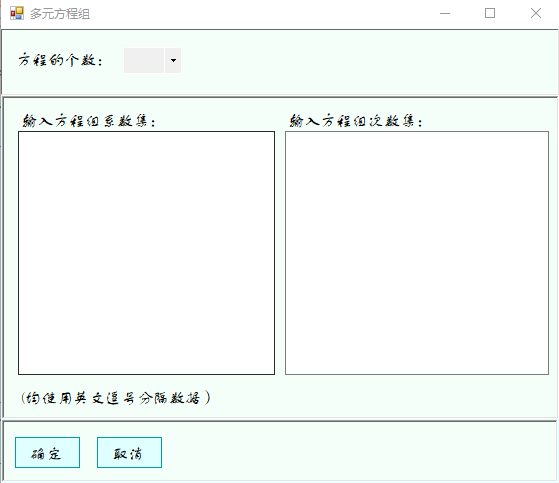 多元方程组
方程的个数：
输入方程组系数集：
输入方程组次数集：
（均使用英文逗号分隔数据）
确定
取消